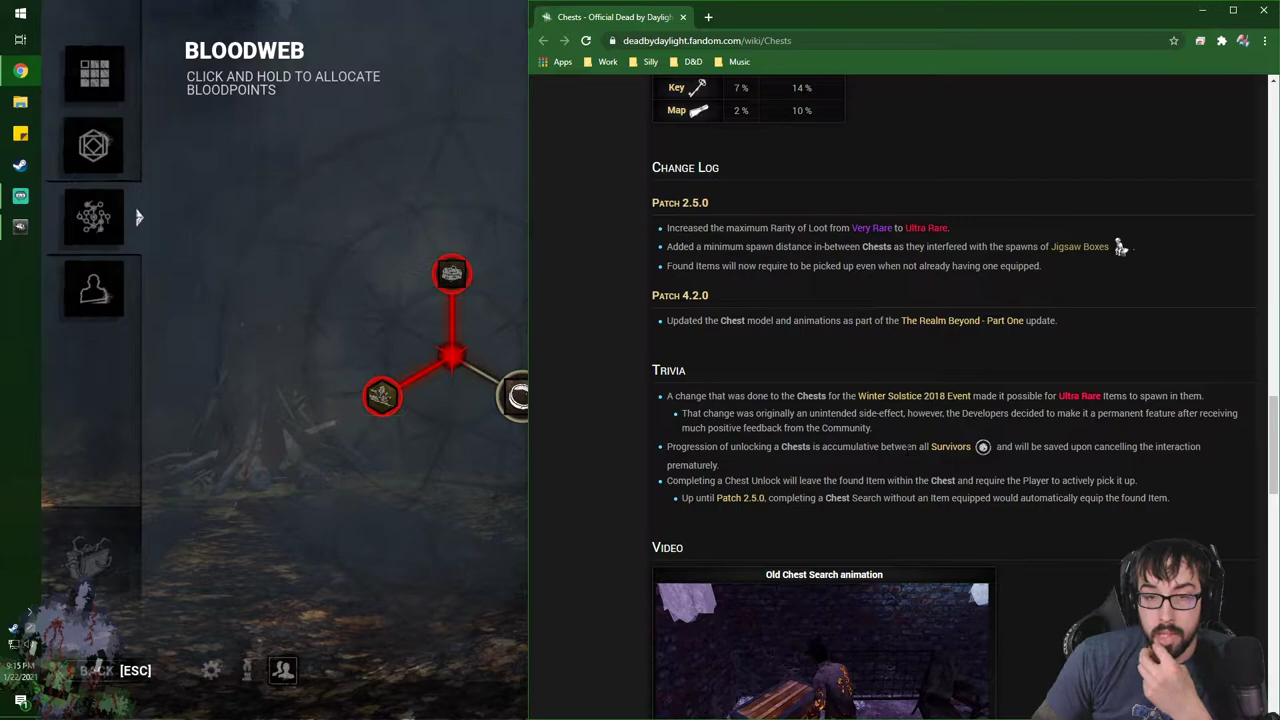 BLOODWEB
CLICK AND HOLD TO ALLOCATE
BLOODPOINTS
BACK [ESC]
9:15 PM
1/22/2021
Chests - Official Dead by Dayligh
deadbydaylight.fandom.com/wiki/Chests
Apps Work Silly D&D Music
Key 7 % 14 %
Map 2 % 10 %
CHANGE LOG
PATCH 2.5.0
Increased the maximum Rarity of Loot from Very Rare to Ultra Rare.
Added a minimum spawn distance in-between Chests as they interfered with the spawns of Jigsaw Boxes .
Found Items will now require to be picked up even when not already having one equipped.
PATCH 4.2.0
Updated the Chest model and animations as part of the The Realm Beyond - Part One update.
TRIVIA
A change that was done to the Chests for the Winter Solstice 2018 Event made it possible for Ultra Rare Items to spawn in them.
That change was originally an unintended side-effect, however, the Developers decided to make it a permanent feature after receiving
much positive feedback from the Community.
Progression of unlocking a Chests is accumulative between all Survivors and will be saved upon cancelling the interaction
prematurely.
Completing a Chest Unlock will leave the found Item within the Chest and require the Player to actively pick it up.
Up until Patch 2.5.0, completing a Chest Search without an Item equipped would automatically equip the found Item.
VIDEO
Old Chest Search animation